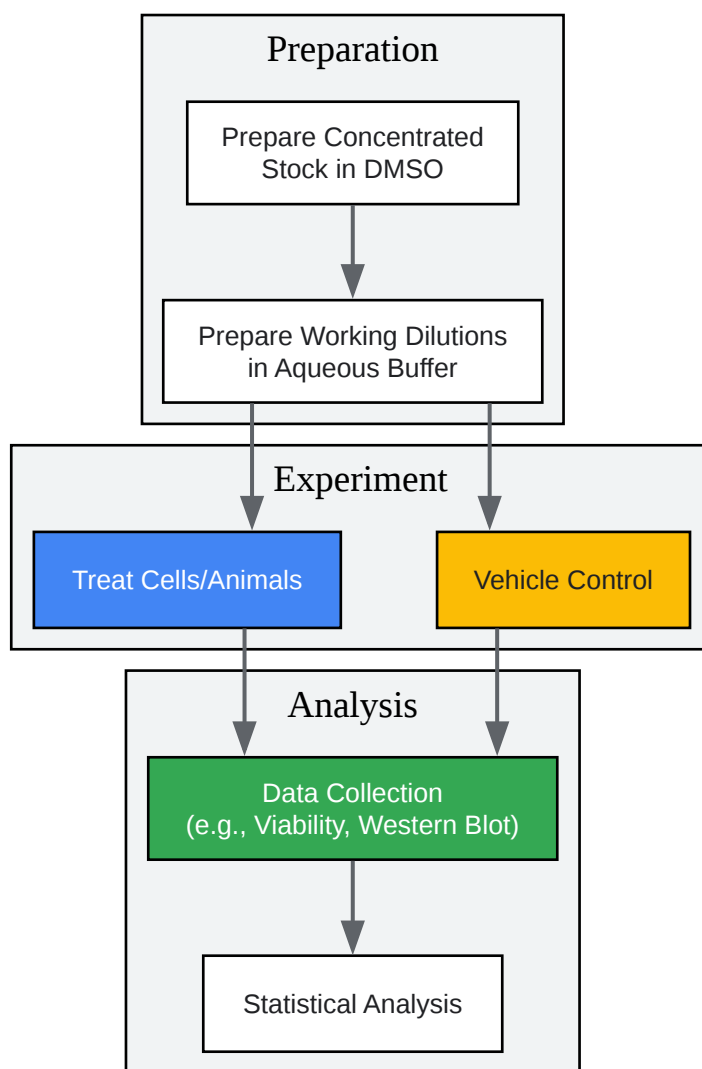 Preparation
Prepare Concentrated
Stock in DMSO
Prepare Working Dilutions
in Aqueous Buffer
Experiment
Treat Cells/Animals
Vehicle Control
Analysis
Data Collection
(e.g., Viability, Western Blot)
Statistical Analysis